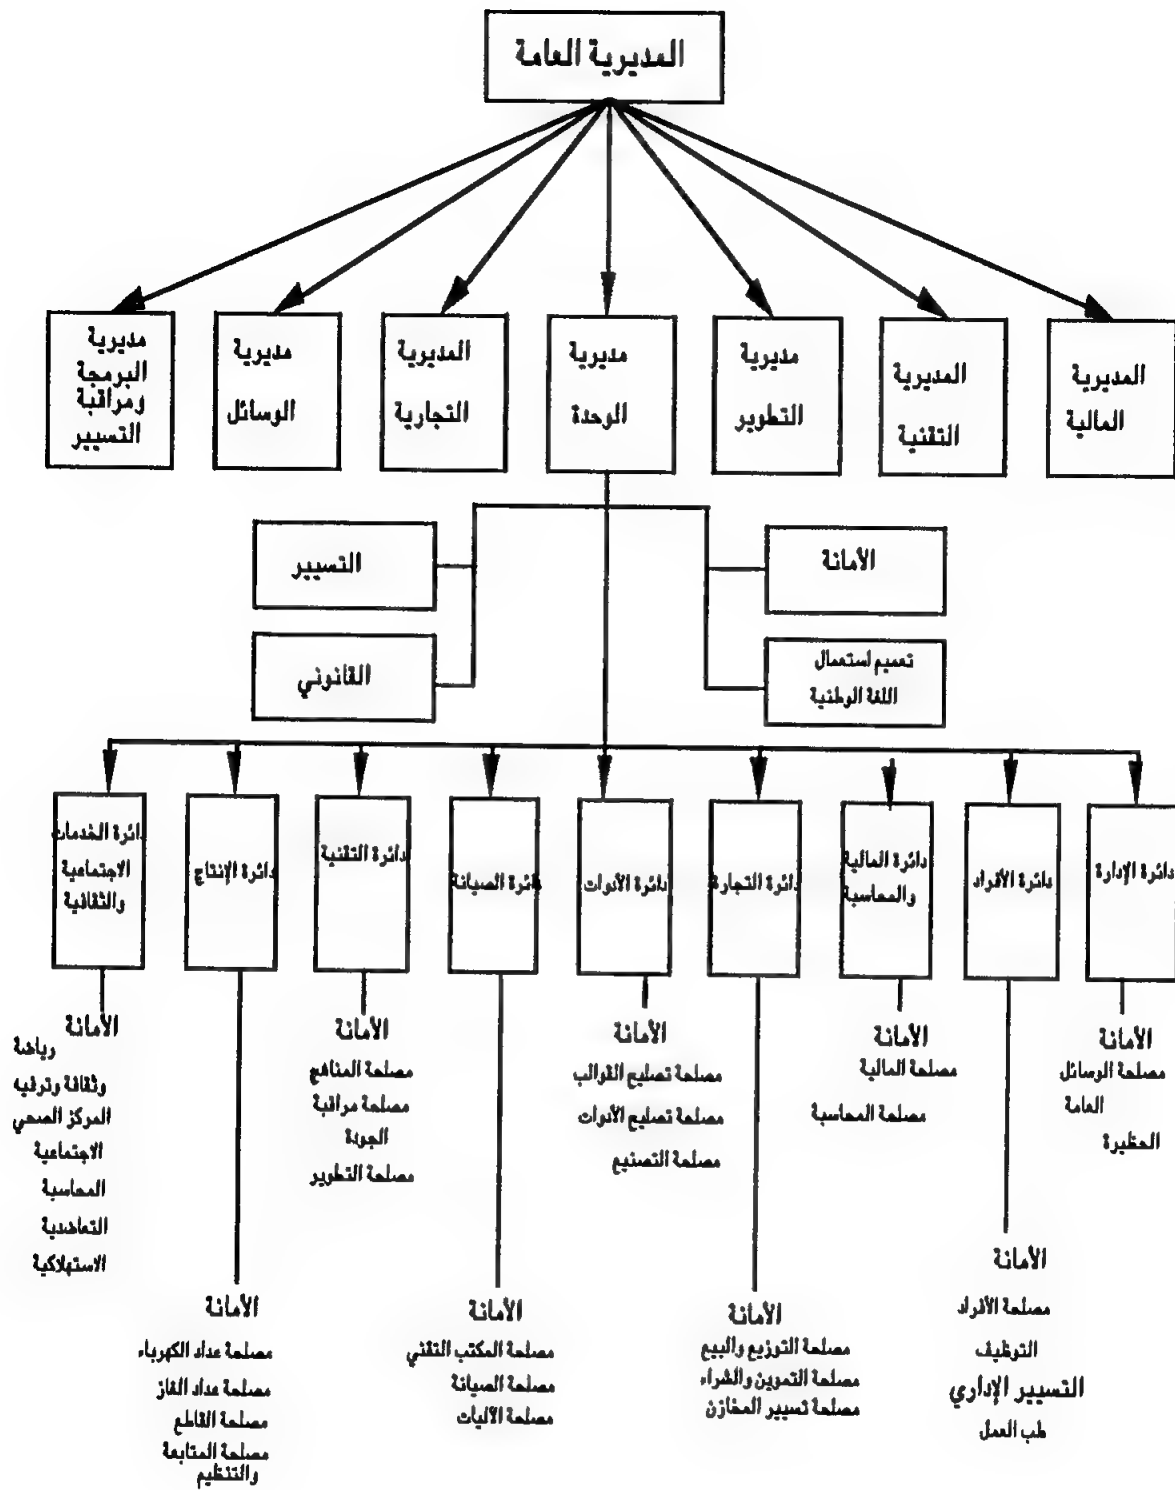 المديرية العامة
المديرية
المالية
المديرية
التقنية
مديرية
التطوير
مديرية
الوحدة
المديرية
التجارية
مديرية
الوسائل
مديرية
البرمجة
ومراقبة
التسيير
الأمانة
تعميم استعمال
اللغة الوطنية
التسيير
القانوني
دائرة الإدارة
دائرة الأفراد
دائرة المالية
والمحاسبة
دائرة التجارة
دائرة الأدوات
دائرة الصيانة
دائرة التقنية
دائرة الإنتاج
دائرة الخدمات
الاجتماعية
والثقافية
الأمانة
مصلحة الوسائل
العامة
الحظيرة
الأمانة
مصلحة الأفراد
التوظيف
التسيير الإداري
طب العمل
الأمانة
مصلحة المالية
مصلحة المحاسبة
الأمانة
مصلحة التوزيع والبيع
مصلحة التموين والشراء
مصلحة تسيير المخازن
الأمانة
مصلحة تصليح القوالب
مصلحة تصليح الأدوات
مصلحة التصنيع
الأمانة
مصلحة المكتب التقني
مصلحة الصيانة
مصلحة الآليات
الأمانة
مصلحة المناهج
مصلحة مراقبة
الجودة
مصلحة التطوير
الأمانة
مصلحة عداد الكهرباء
مصلحة عداد الغاز
مصلحة القاطع
مصلحة المتابعة
والتنظيم
الأمانة
رياضة
وثقافة وترفيه
المركز الصحي
الاجتماعية
المحاسبة
التعاضدية
الاستهلاكية